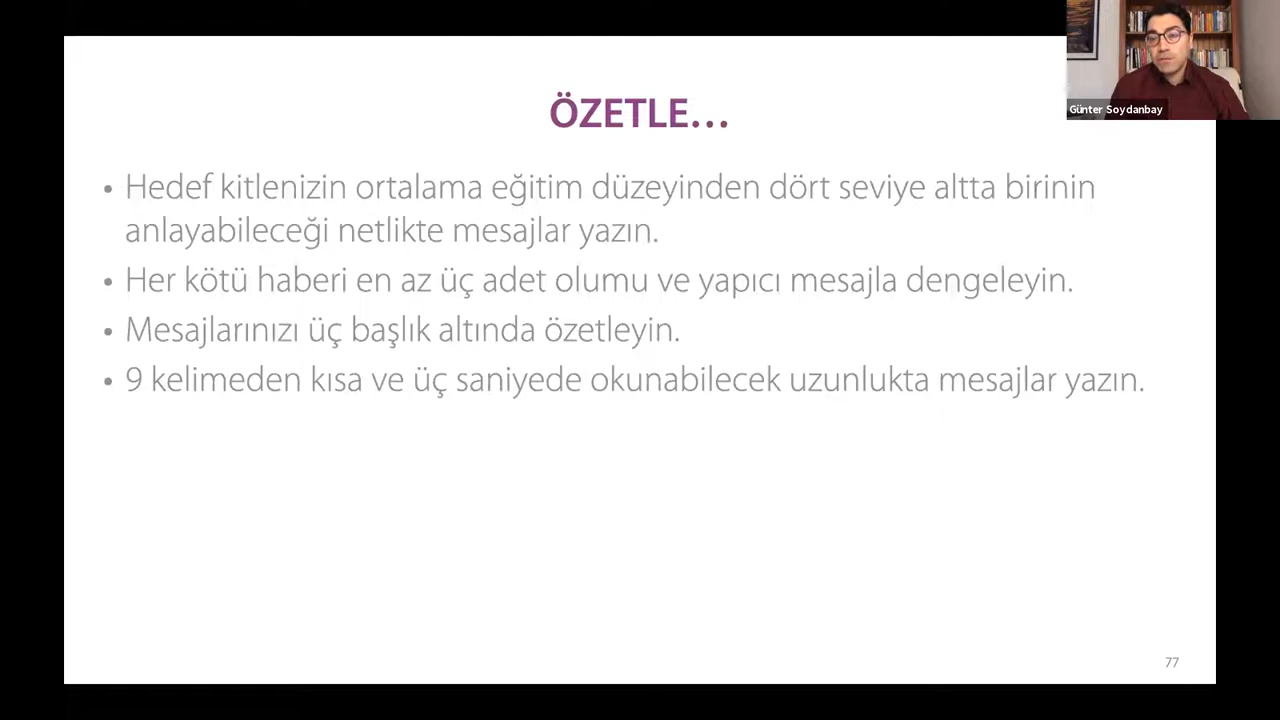 ÖZETLE...
• Hedef kitlenizin ortalama eğitim düzeyinden dört seviye altta birinin
anlayabileceği netlikte mesajlar yazın.
• Her kötü haberi en az üç adet olumu ve yapıcı mesajla dengeleyin.
• Mesajlarınızı üç başlık altında özetleyin.
• 9 kelimeden kısa ve üç saniyede okunabilecek uzunlukta mesajlar yazın.
77
Günter Soydanbay